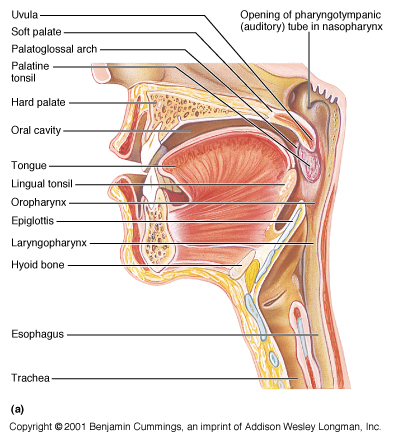 Uvula
Soft palate
Palatoglossal arch
Palatine
tonsil
Hard palate
Oral cavity
Tongue
Lingual tonsil
Oropharynx
Epiglottis
Laryngopharynx
Hyoid bone
Esophagus
Trachea
Opening of pharyngotympanic
(auditory) tube in nasopharynx
(a)
Copyright © 2001 Benjamin Cummings, an imprint of Addison Wesley Longman, Inc.